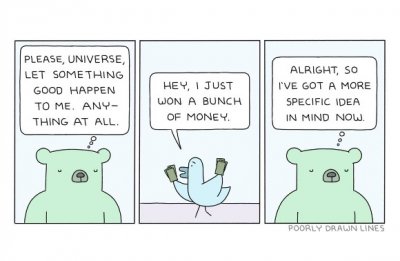 PLEASE, UNIVERSE,
LET SOMETHING
GOOD HAPPEN
TO ME. ANY-
THING AT ALL.
HEY, I JUST
WON A BUNCH
OF MONEY.
ALRIGHT, SO
I'VE GOT A MORE
SPECIFIC IDEA
IN MIND NOW.
POORLY DRAWN LINES